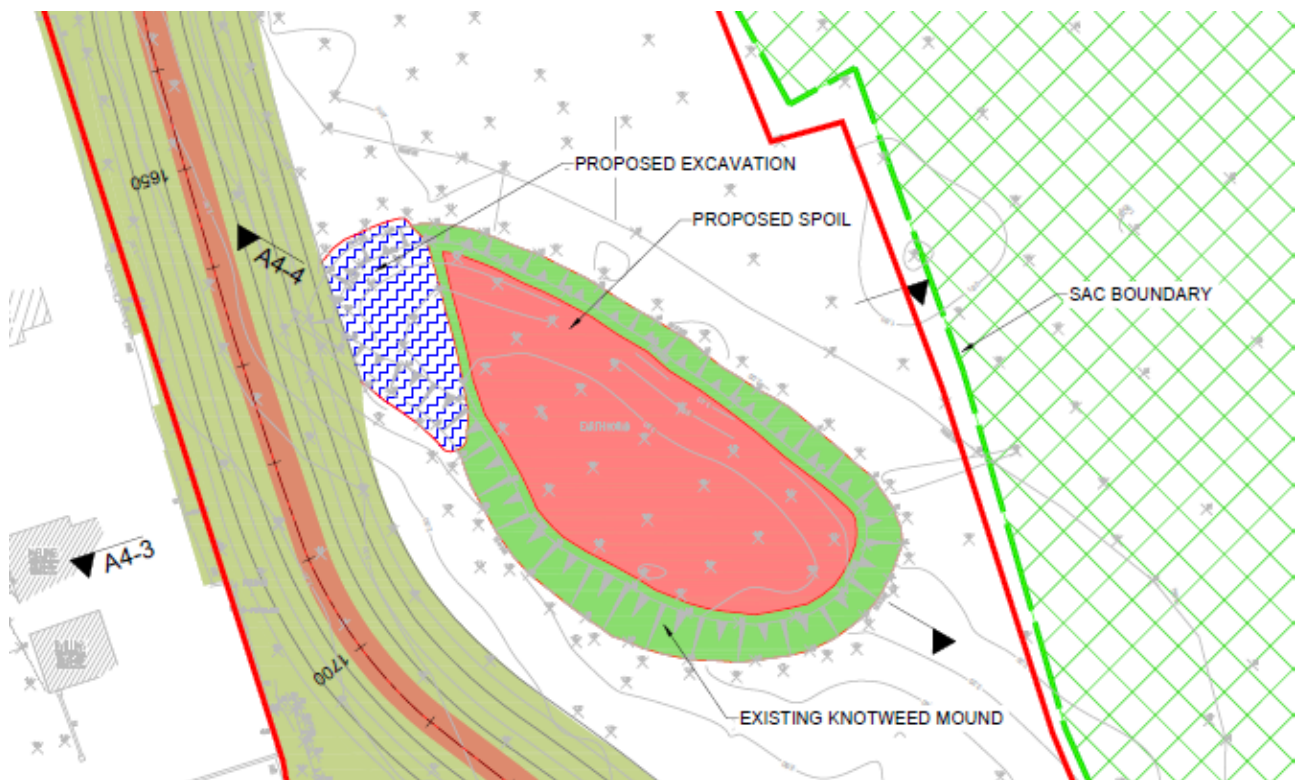 PROPOSED EXCAVATION
1650
PROPOSED SPOIL
A4-4
SAC BOUNDARY
A4-3
1700
EXISTING KNOTWEED MOUND